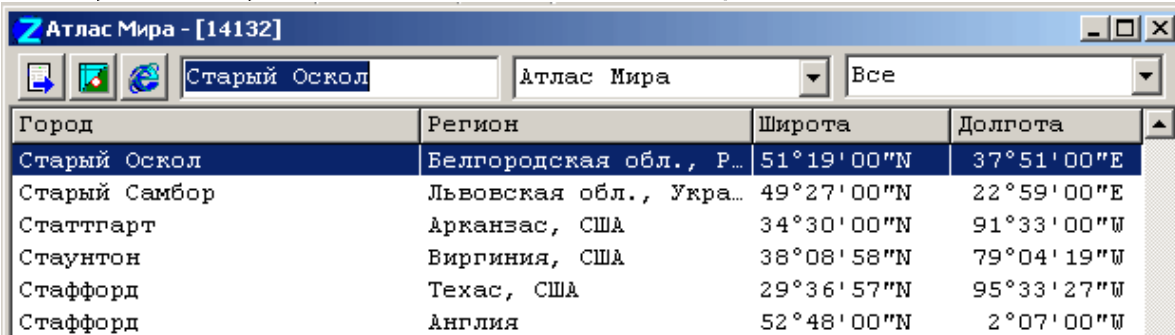 Атлас Мира - [14132]
Старый Оскол Атлас Мира Все
Город Регион Широта Долгота
Старый Оскол Белгородская обл., Р… 51°19'00"N 37°51'00"E
Старый Самбор Львовская обл., Укра… 49°27'00"N 22°59'00"E
Статтгарт Арканзас, США 34°30'00"N 91°33'00"W
Стаунтон Виргиния, США 38°08'58"N 79°04'19"W
Стаффорд Техас, США 29°36'57"N 95°33'27"W
Стаффорд Англия 52°48'00"N 2°07'00"W